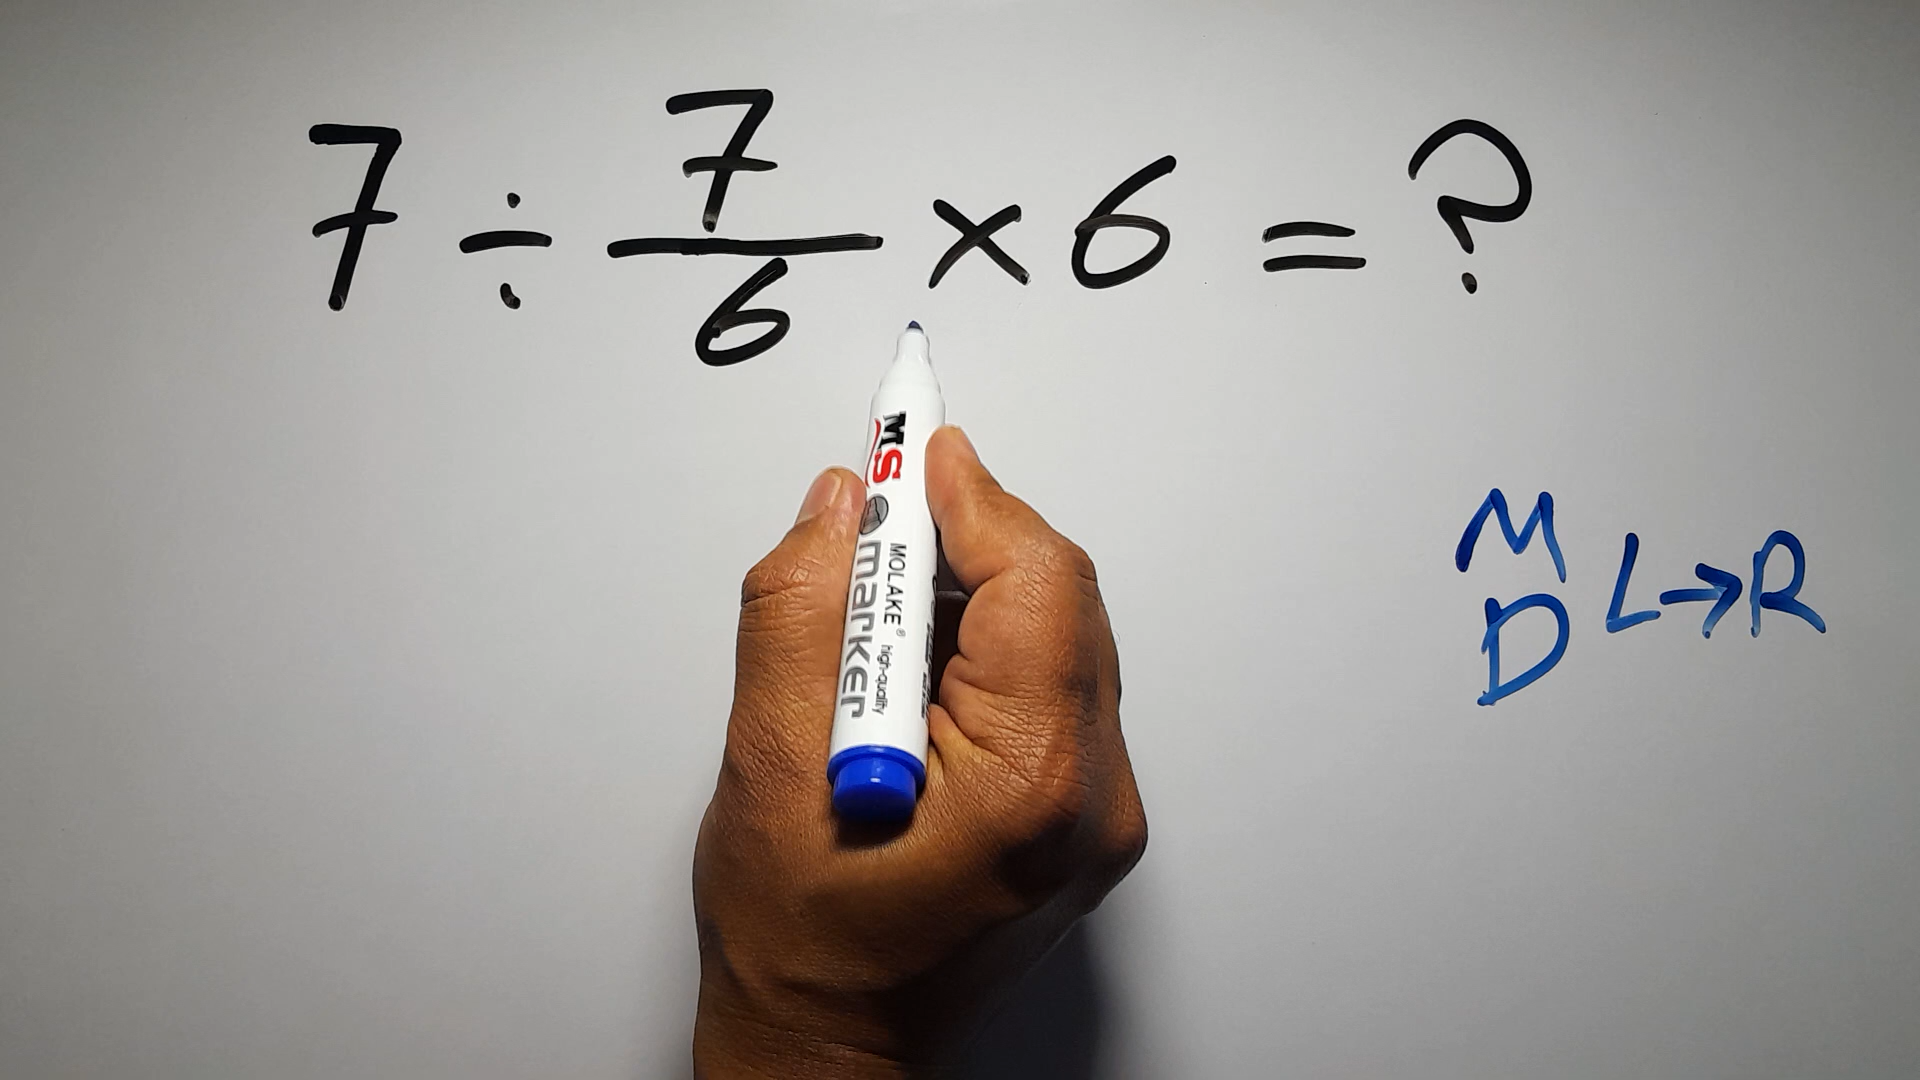 7 ÷ 7/6 × 6 = ?
M
D L→R
MS
MOLAKE® high-quality
marker